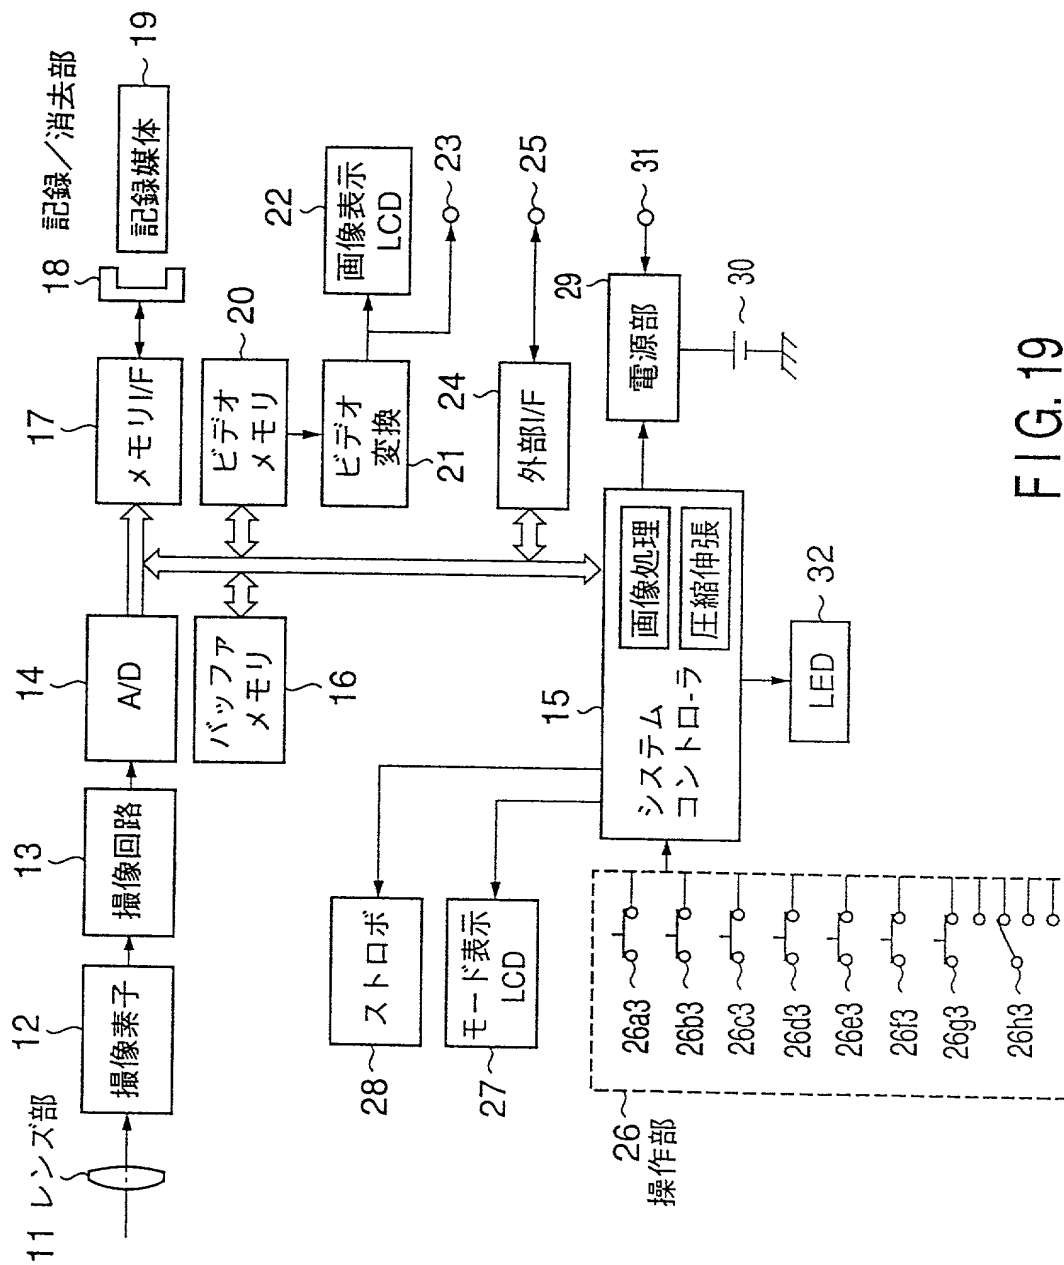 11 レンズ部
12
撮像素子
13
撮像回路
14
A/D
17
メモリI/F
18
記録/消去部
19
記録媒体
16
バッファ
メモリ
20
ビデオ
メモリ
21
ビデオ
変換
22
画像表示
LCD
23
24
外部I/F
25
28
ストロボ
27
モード表示
LCD
15
システム
コントローラ
画像処理
圧縮伸張
29
電源部
30
31
32
LED
26
操作部
26a3
26b3
26c3
26d3
26e3
26f3
26g3
26h3
FIG. 19